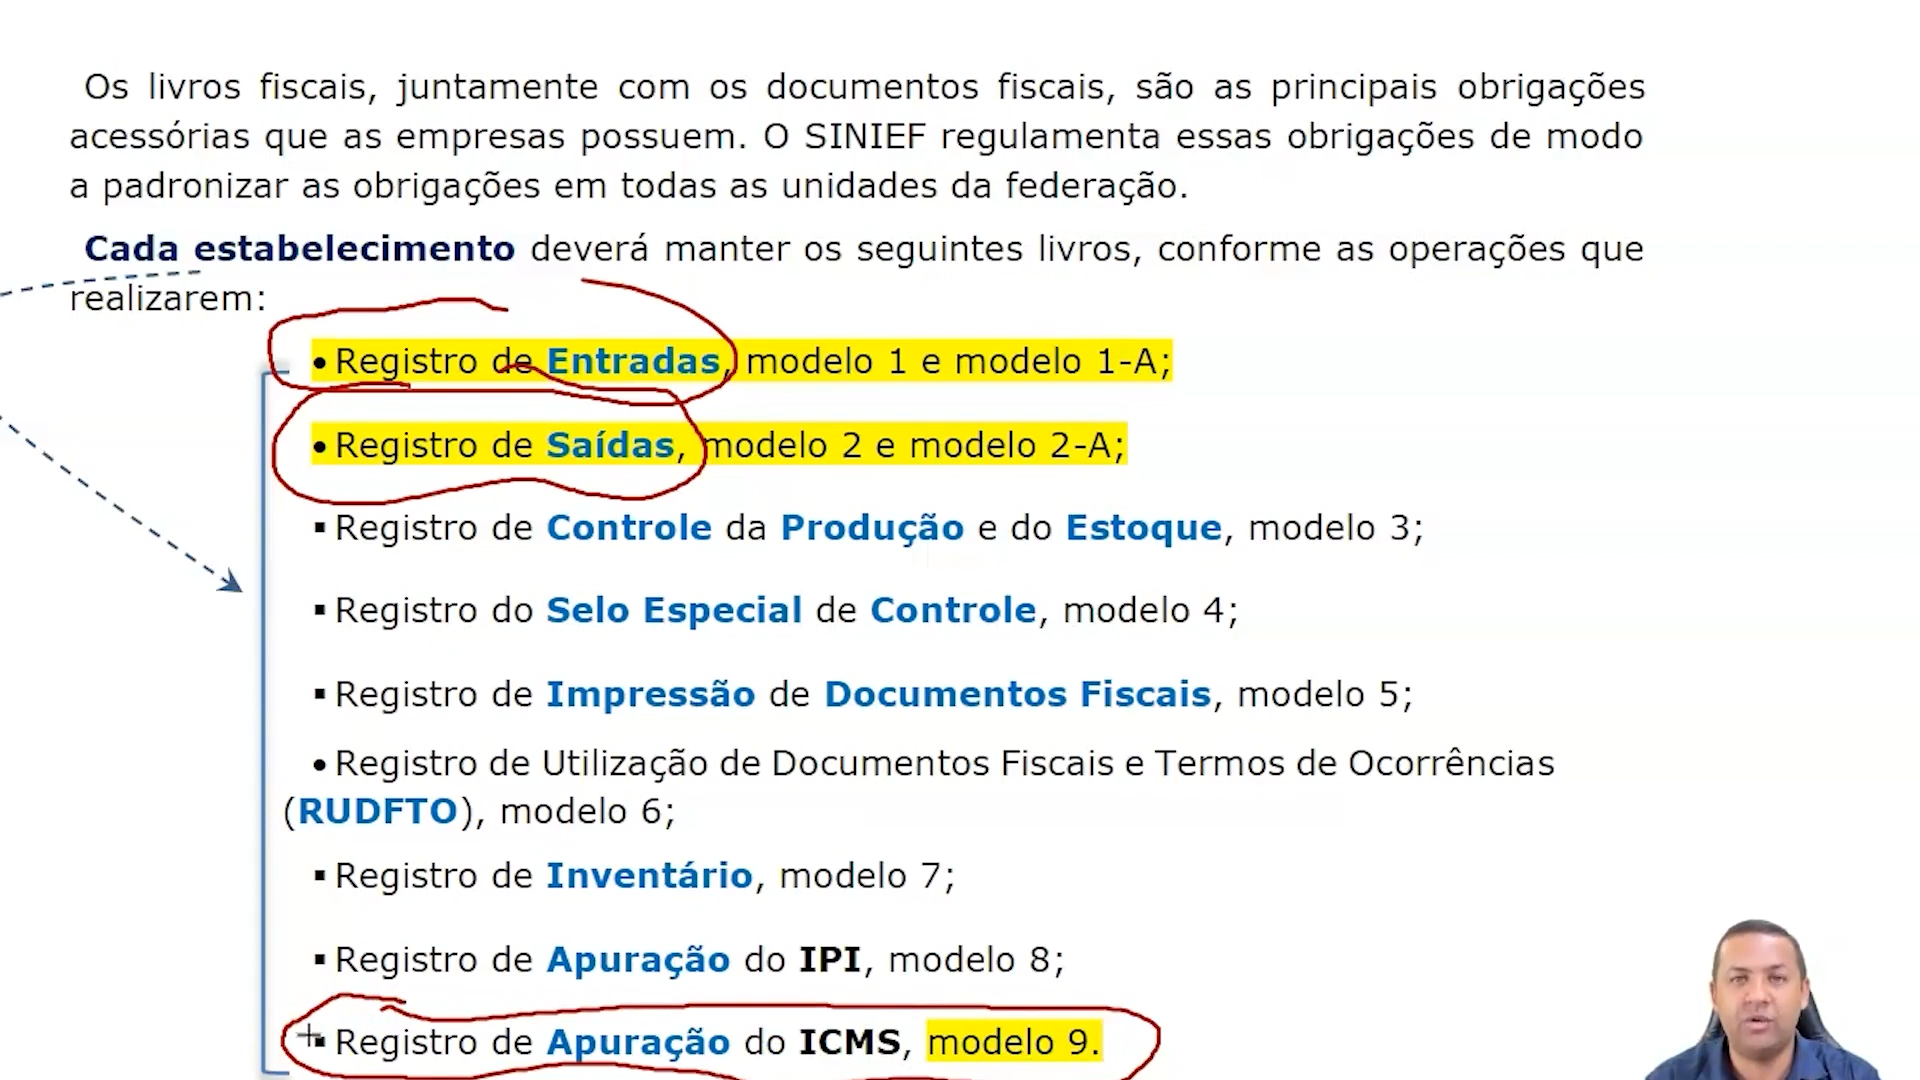 Os livros fiscais, juntamente com os documentos fiscais, são as principais obrigações
acessórias que as empresas possuem. O SINIEF regulamenta essas obrigações de modo
a padronizar as obrigações em todas as unidades da federação.
Cada estabelecimento deverá manter os seguintes livros, conforme as operações que
realizarem:
• Registro de Entradas, modelo 1 e modelo 1-A;
• Registro de Saídas, modelo 2 e modelo 2-A;
▪ Registro de Controle da Produção e do Estoque, modelo 3;
▪ Registro do Selo Especial de Controle, modelo 4;
▪ Registro de Impressão de Documentos Fiscais, modelo 5;
• Registro de Utilização de Documentos Fiscais e Termos de Ocorrências
(RUDFTO), modelo 6;
▪ Registro de Inventário, modelo 7;
▪ Registro de Apuração do IPI, modelo 8;
▪ Registro de Apuração do ICMS, modelo 9.